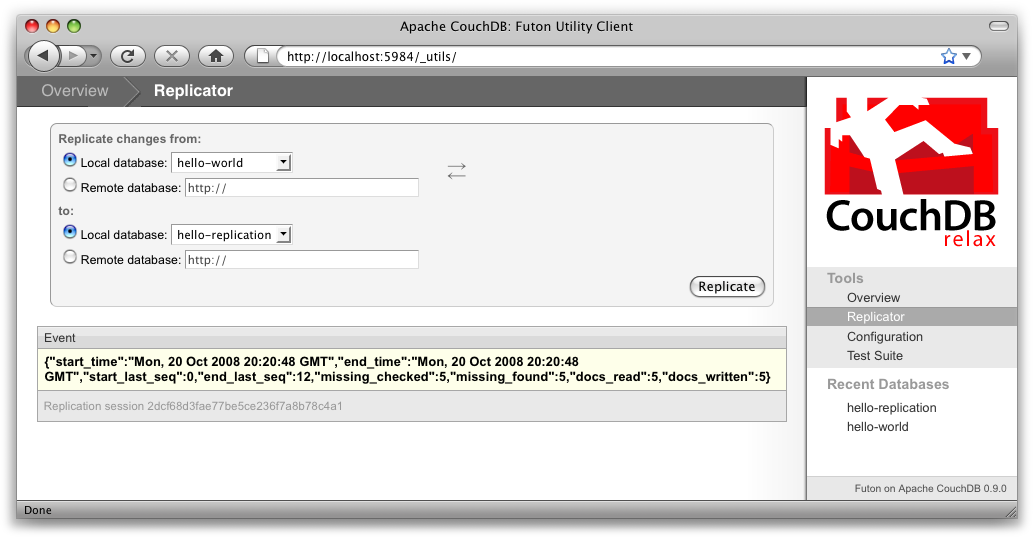 Apache CouchDB: Futon Utility Client
http://localhost:5984/_utils/
Overview
Replicator
Replicate changes from:
Local database: hello-world
Remote database: http://
to:
Local database: hello-replication
Remote database: http://
Replicate
Event
{"start_time":"Mon, 20 Oct 2008 20:20:48 GMT","end_time":"Mon, 20 Oct 2008 20:20:48
GMT","start_last_seq":0,"end_last_seq":12,"missing_checked":5,"missing_found":5,"docs_read":5,"docs_written":5}
Replication session 2dcf68d3fae77be5ce236f7a8b78c4a1
CouchDB
relax
Tools
Overview
Replicator
Configuration
Test Suite
Recent Databases
hello-replication
hello-world
Futon on Apache CouchDB 0.9.0
Done